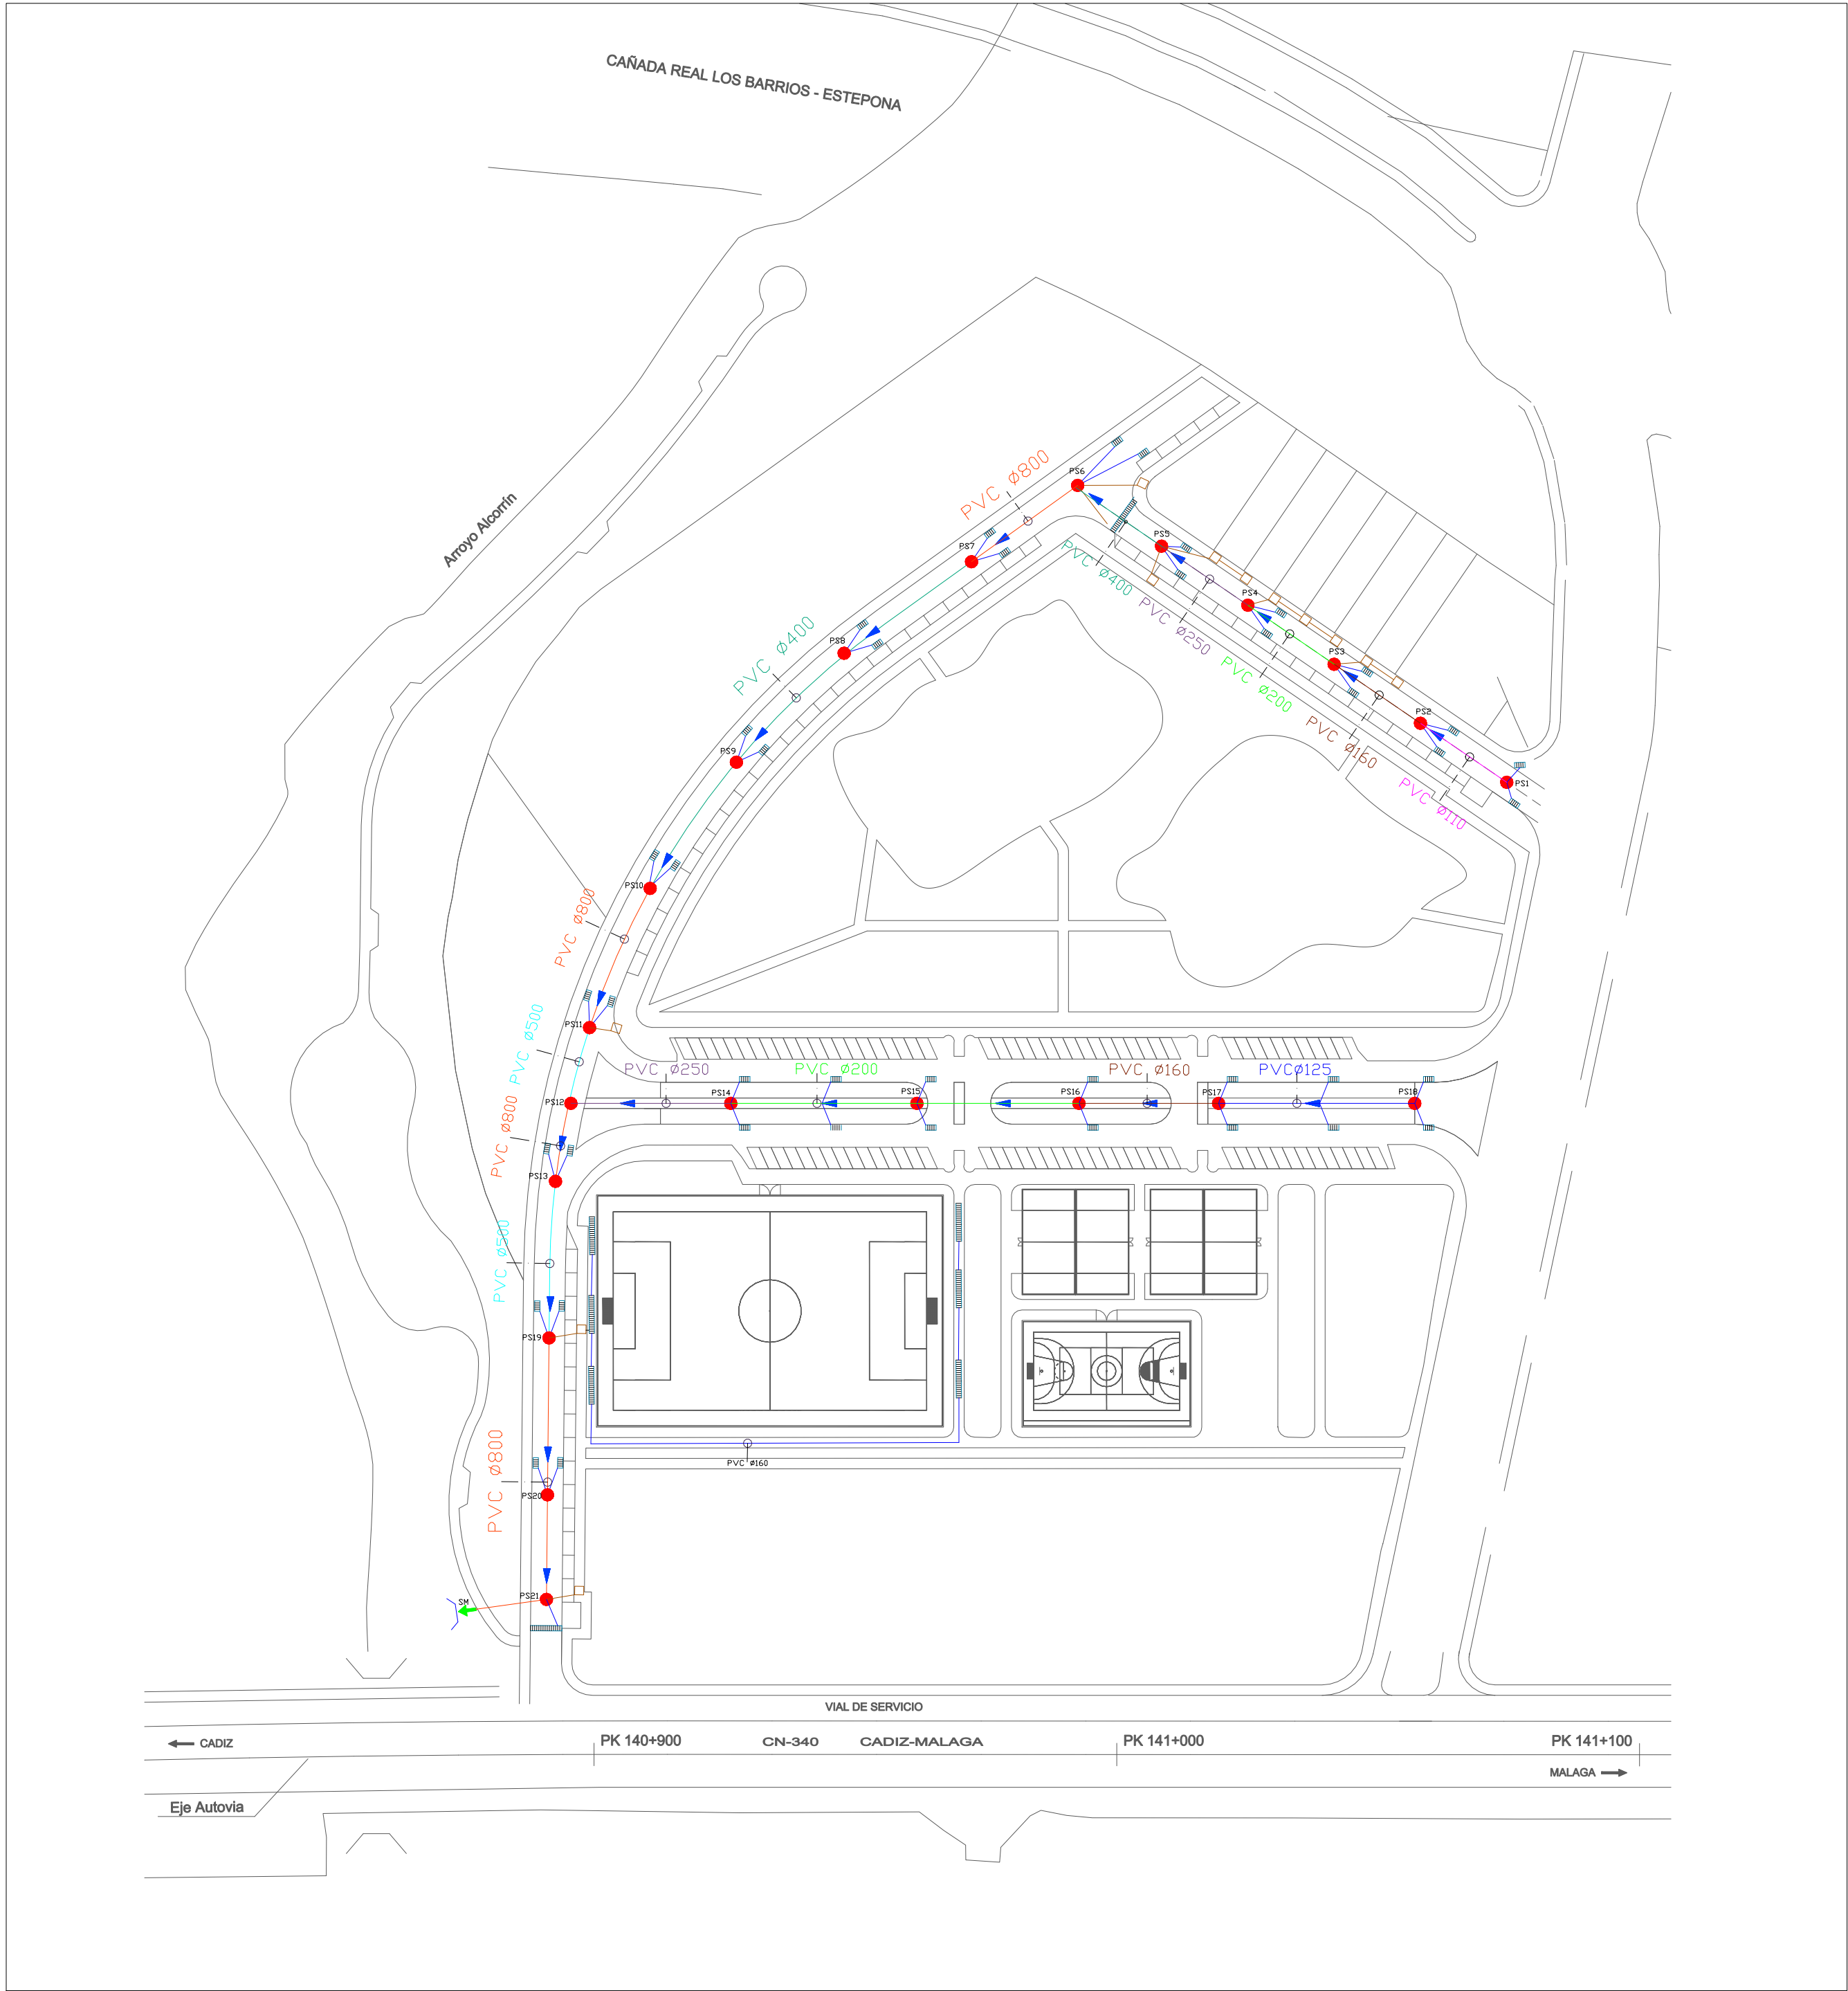 CAÑADA REAL LOS BARRIOS - ESTEPONA
Arroyo Alcorrín
PVC Ø800
PS6
PS7
PS5
PVC Ø400
PS4
PVC Ø250
PVC Ø400
PS8
PS3
PVC Ø200
PS2
PVC Ø160
PS9
PS1
PVC Ø110
PS10
PVC Ø800
PS11
PVC Ø500
PVC Ø250
PVC Ø200
PVC Ø160
PVCØ125
PS12
PS14
PS15
PS16
PS17
PS18
PVC Ø800
PS13
PVC Ø500
PS19
PVC Ø160
PVC Ø800
PS20
PS21
SM
VIAL DE SERVICIO
CADIZ
PK 140+900
CN-340
CADIZ-MALAGA
PK 141+000
PK 141+100
MALAGA
Eje Autovia